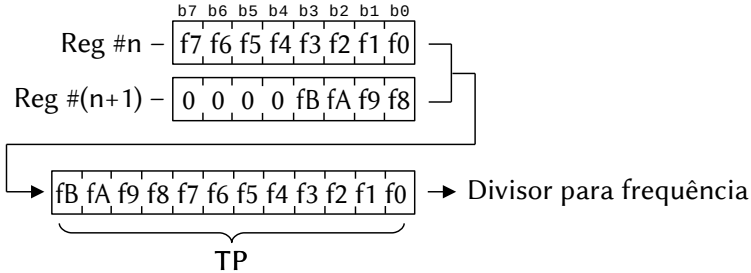 b7 b6 b5 b4 b3 b2 b1 b0
Reg #n – f7 f6 f5 f4 f3 f2 f1 f0
Reg #(n+1) – 0 0 0 0 fB fA f9 f8
fB fA f9 f8 f7 f6 f5 f4 f3 f2 f1 f0 Divisor para frequência
TP